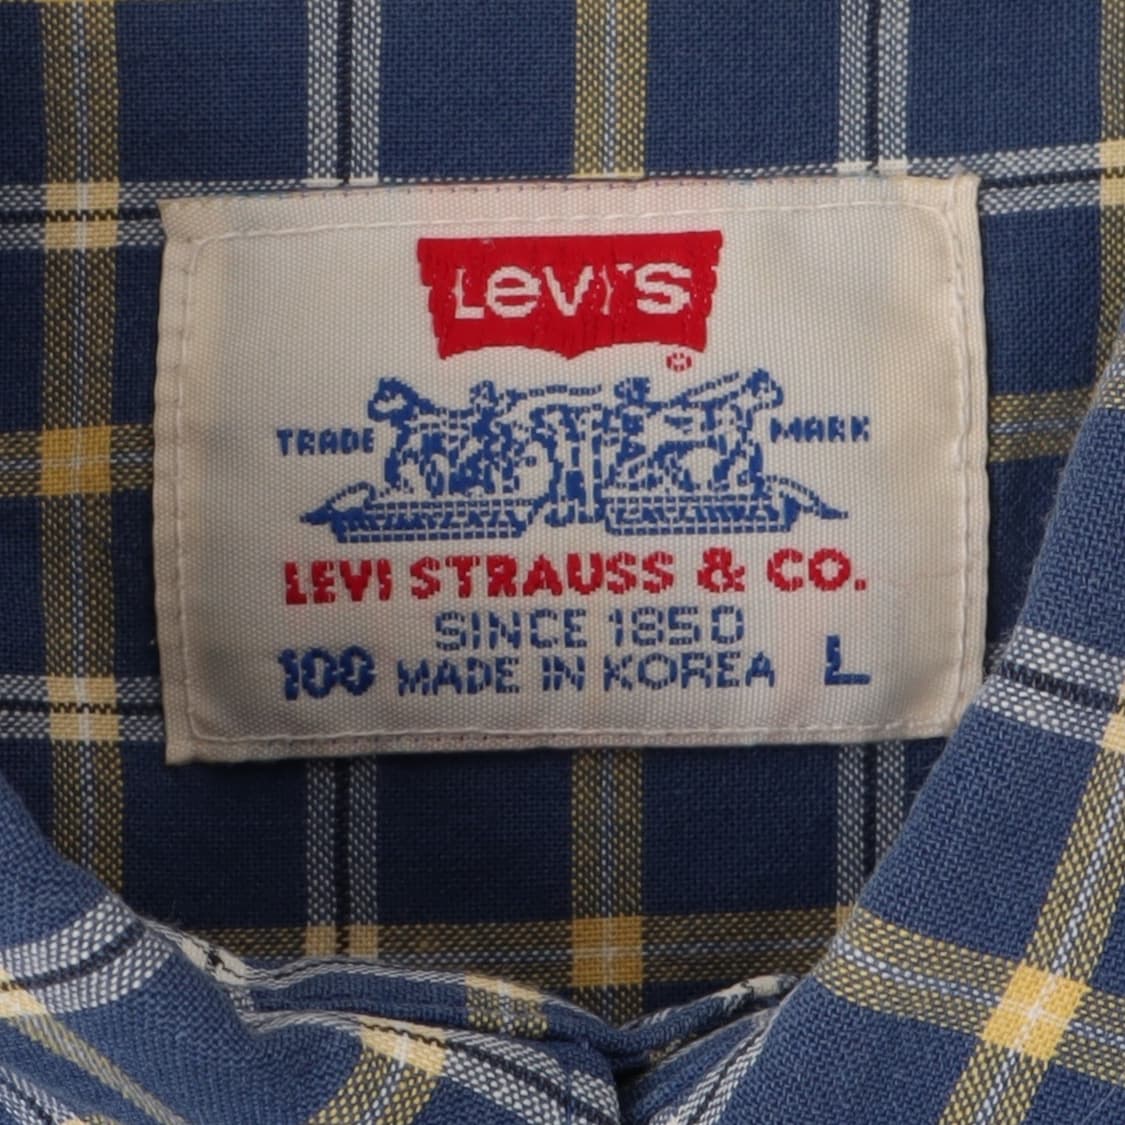 Levi's
TRADE MARK
LEVI STRAUSS & CO.
SINCE 1850
100 MADE IN KOREA L